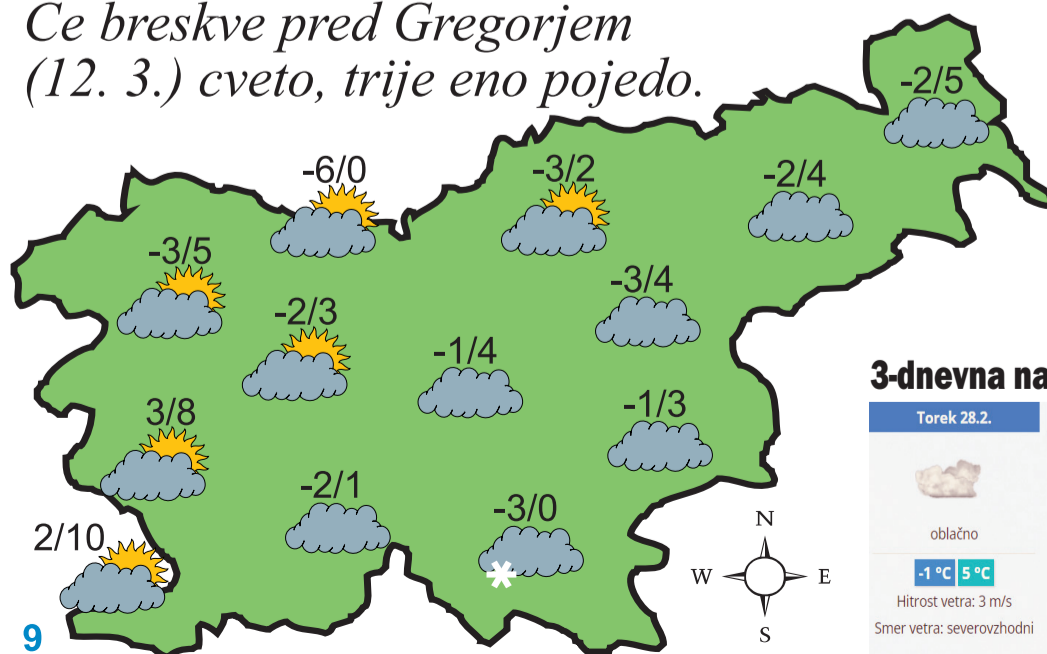 Če breskve pred Gregorjem
(12. 3.) cveto, trije eno pojedo.
-2/5
-6/0
-3/2
-2/4
-3/5
-3/4
-2/3
-1/4
3/8
-1/3
-2/1
-3/0
2/10
N
W
E
S
9
3-dnevna
Torek 28.2.
oblačno
-1 °C 5 °C
Hitrost vetra: 3 m/s
Smer vetra: severovzhodni